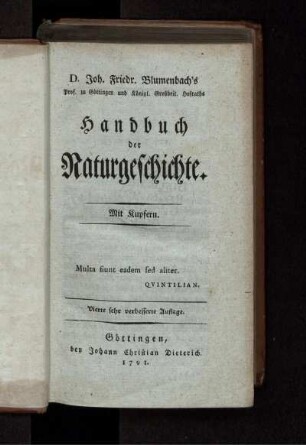 D. Joh. Friedr. Blumenbach's
Prof. zu Göttingen und Königl. Großbrit. Hofraths
Handbuch
der
Naturgeschichte.
Mit Kupfern.
Multa fiunt eadem sed aliter.
QVINTILIAN.
Vierte sehr verbesserte Auflage.
Göttingen,
bey Johann Christian Dieterich.
1791.